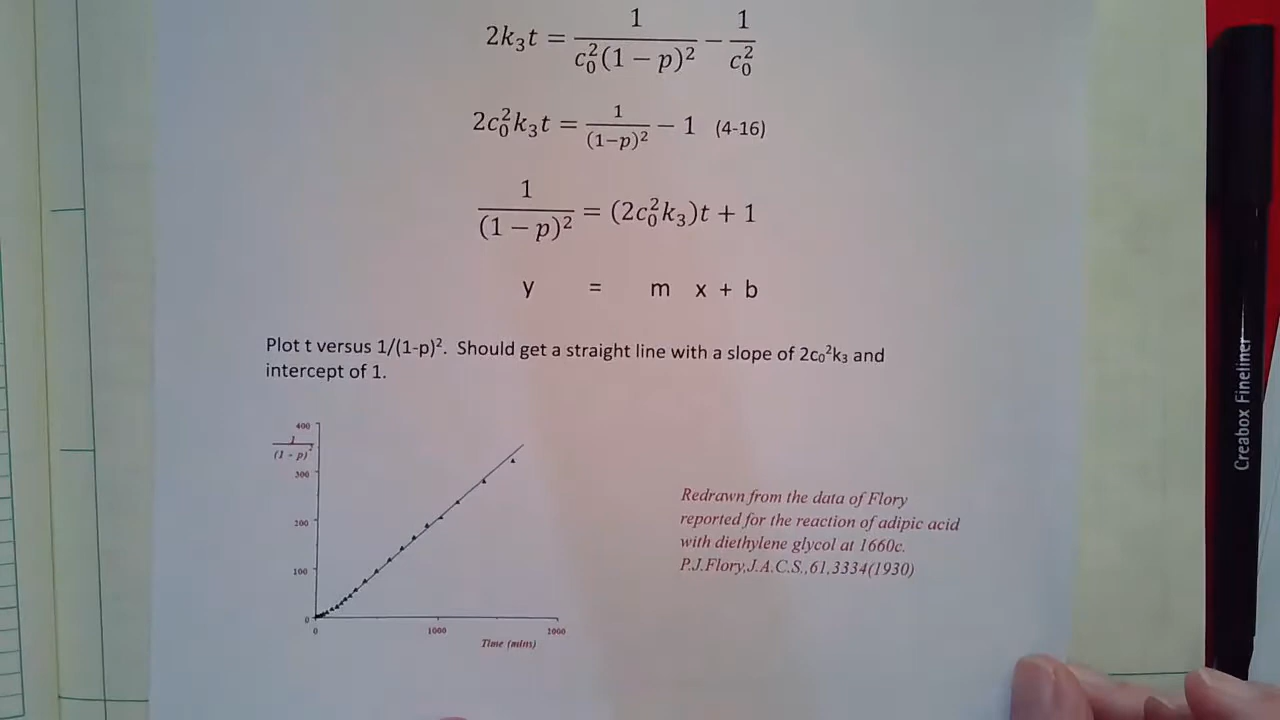 2k₃t = 1/(c₀²(1 − p)²) − 1/c₀²
2c₀²k₃t = 1/((1−p)²) − 1 (4-16)
1/((1 − p)²) = (2c₀²k₃)t + 1
y = m x + b
Plot t versus 1/(1-p)². Should get a straight line with a slope of 2c₀²k₃ and
intercept of 1.
400
1/(1 - p)²
300
200
100
0
0 1000 2000
Time (mins)
Redrawn from the data of Flory
reported for the reaction of adipic acid
with diethylene glycol at 1660c.
P.J.Flory,J.A.C.S.,61,3334(1930)
Creabox Fineliner